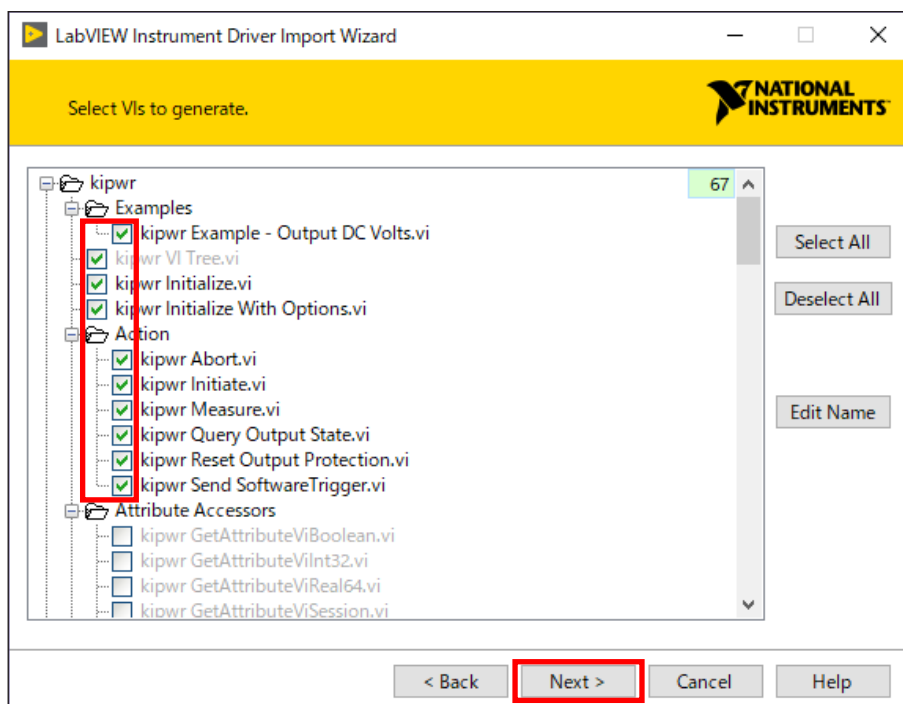 LabVIEW Instrument Driver Import Wizard
Select VIs to generate.
NATIONAL
INSTRUMENTS
kipwr
67
Examples
kipwr Example - Output DC Volts.vi
kipwr VI Tree.vi
kipwr Initialize.vi
kipwr Initialize With Options.vi
Action
kipwr Abort.vi
kipwr Initiate.vi
kipwr Measure.vi
kipwr Query Output State.vi
kipwr Reset Output Protection.vi
kipwr Send SoftwareTrigger.vi
Attribute Accessors
kipwr GetAttributeViBoolean.vi
kipwr GetAttributeViInt32.vi
kipwr GetAttributeViReal64.vi
kipwr GetAttributeViSession.vi
Select All
Deselect All
Edit Name
< Back
Next >
Cancel
Help